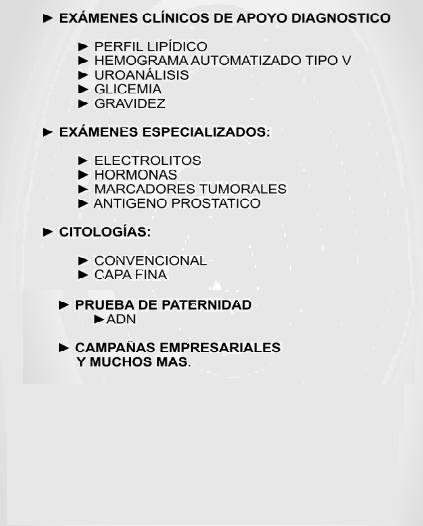 ► EXÁMENES CLÍNICOS DE APOYO DIAGNOSTICO
► PERFIL LIPÍDICO
► HEMOGRAMA AUTOMATIZADO TIPO V
► UROANÁLISIS
► GLICEMIA
► GRAVIDEZ
► EXÁMENES ESPECIALIZADOS:
► ELECTROLITOS
► HORMONAS
► MARCADORES TUMORALES
► ANTIGENO PROSTATICO
► CITOLOGÍAS:
► CONVENCIONAL
► CAPA FINA
► PRUEBA DE PATERNIDAD
►ADN
► CAMPAÑAS EMPRESARIALES
Y MUCHOS MAS.